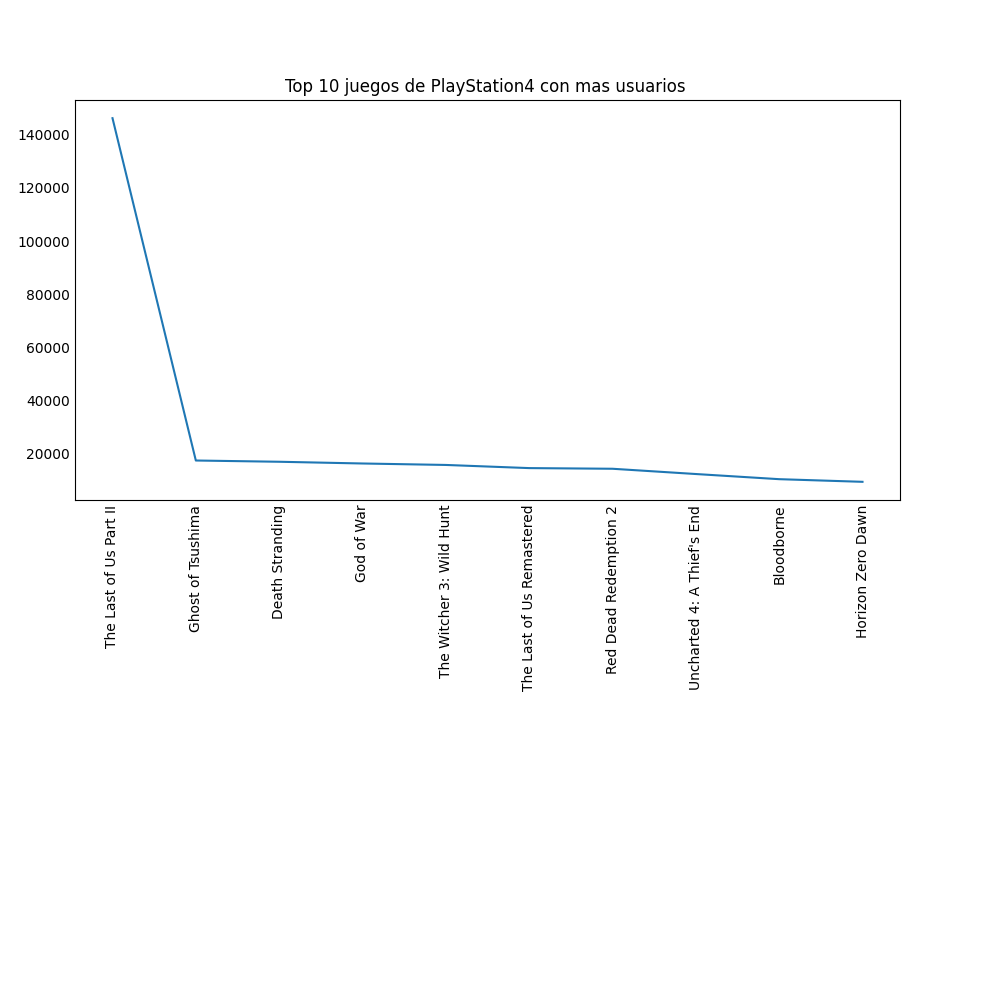 Top 10 juegos de PlayStation4 con mas usuarios
140000
120000
100000
80000
60000
40000
20000
The Last of Us Part II
Ghost of Tsushima
Death Stranding
God of War
The Witcher 3: Wild Hunt
The Last of Us Remastered
Red Dead Redemption 2
Uncharted 4: A Thief's End
Bloodborne
Horizon Zero Dawn